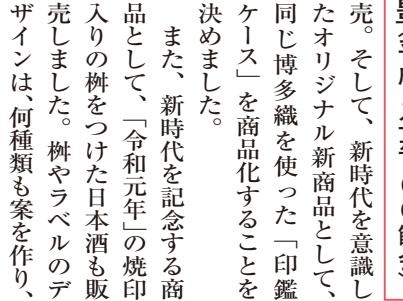 売。そして、新時代を意識し
たオリジナル新商品として、
同じ博多織を使った「印鑑
ケース」を商品化することを
決めました。
また、新時代を記念する商
品として、「令和元年」の焼印
入りの桝をつけた日本酒も販
売しました。桝やラベルのデ
ザインは、何種類も案を作り、